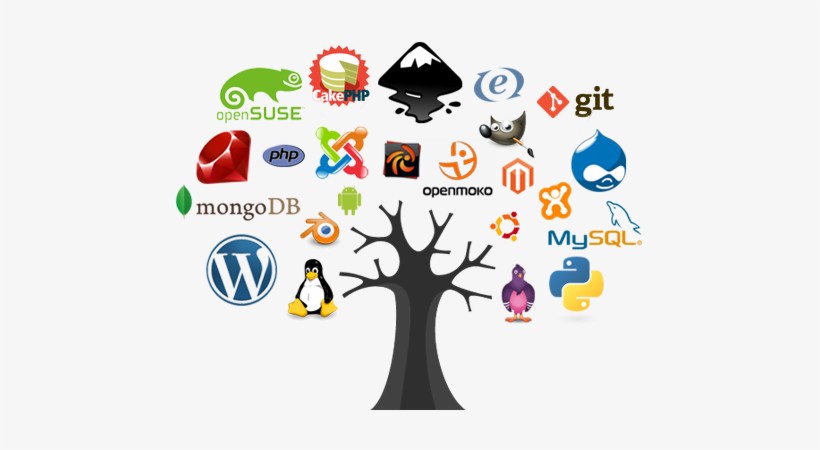 openSUSE
CakePHP
e
git
php
openmoko
mongoDB
MySQL®
W